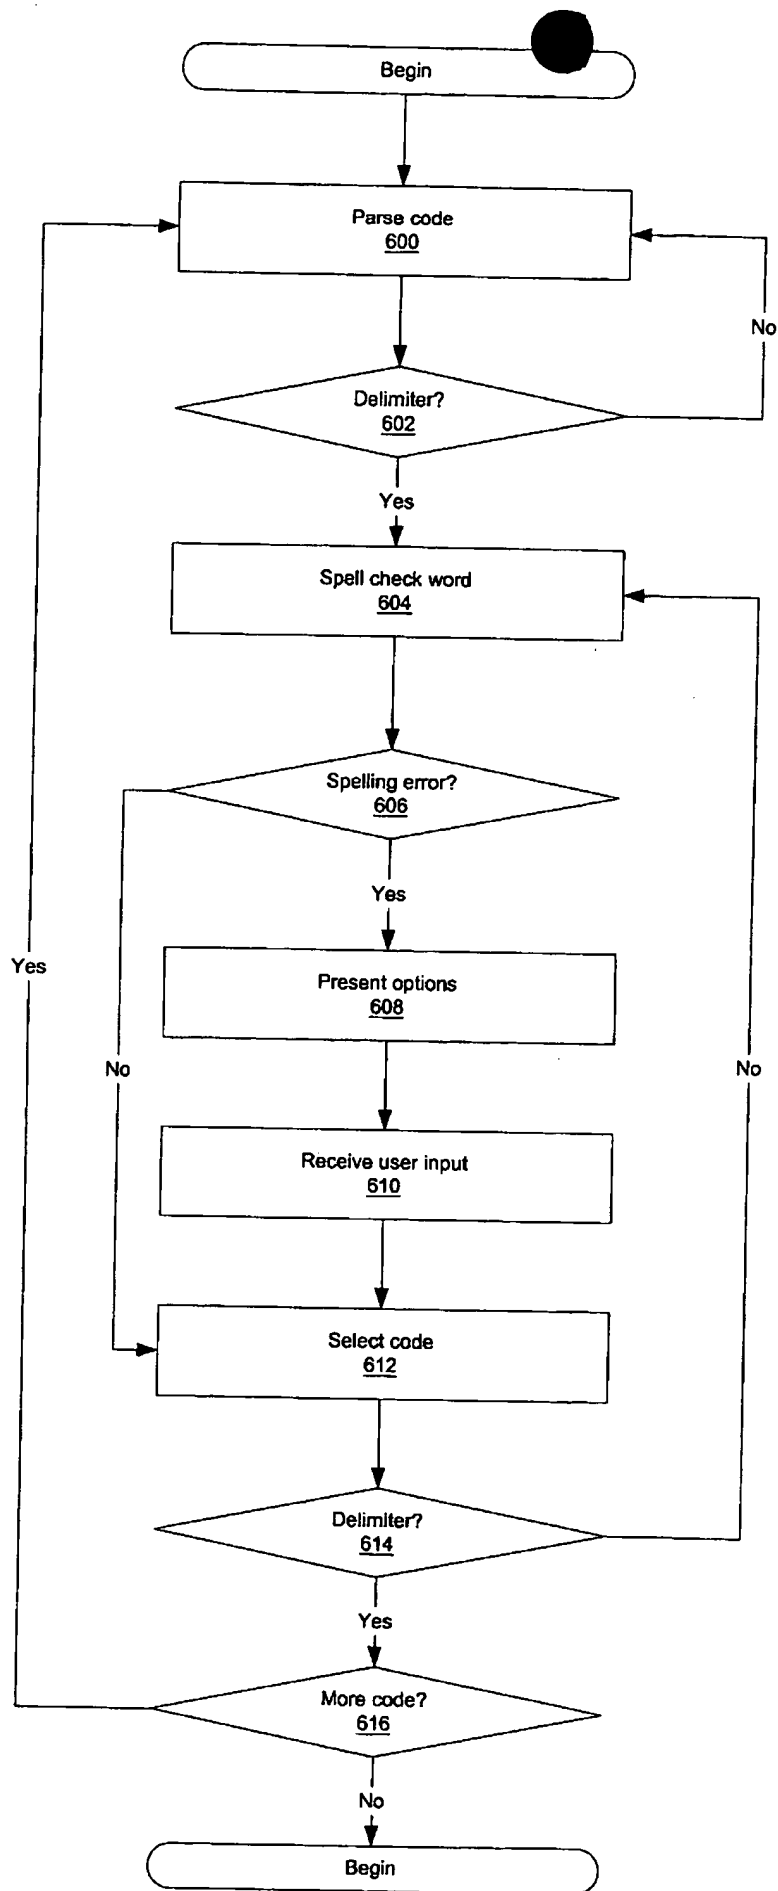 Begin
Parse code
600
No
Delimiter?
602
Yes
Spell check word
604
Spelling error?
606
Yes
Present options
608
Yes
No
No
Receive user input
610
Select code
612
Delimiter?
614
Yes
More code?
616
No
Begin